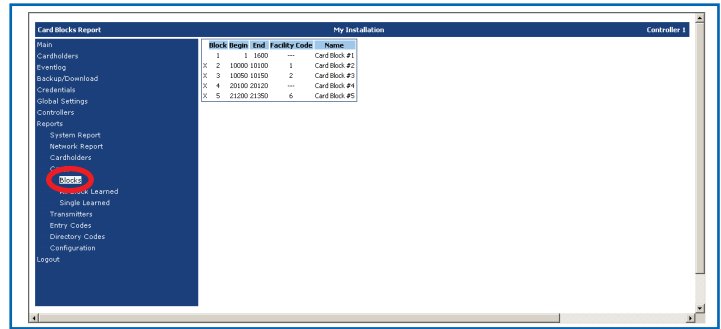 Card Blocks Report My Installation Controller 1
Main
Cardholders
Eventlog
Backup/Download
Credentials
Global Settings
Controllers
Reports
System Report
Network Report
Cardholders
Blocks
Learned
Single Learned
Transmitters
Entry Codes
Directory Codes
Configuration
Logout
Block Begin End Facility Code Name
1 1 1600 --- Card Block #1
X 2 10000 10100 1 Card Block #2
X 3 10050 10150 2 Card Block #3
X 4 20100 20120 --- Card Block #4
X 5 21200 21350 6 Card Block #5